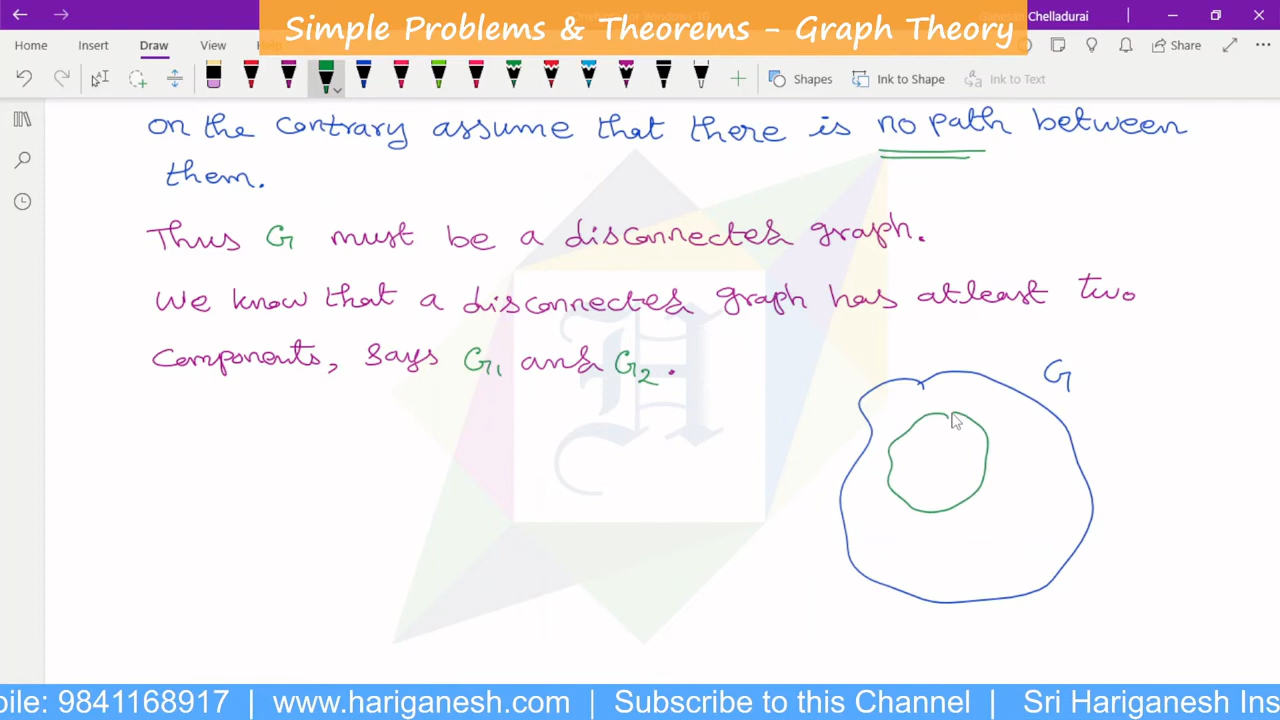 Simple Problems & Theorems - Graph Theory
Chelladurai
Home Insert Draw View
Share
Shapes Ink to Shape Ink to Text
on the contrary assume that there is no path between
them.
Thus G must be a disconnected graph.
We know that a disconnected graph has atleast two
Components, says G1 and G2.
G
H
bile: 9841168917 | www.hariganesh.com | Subscribe to this Channel | Sri Hariganesh Ins